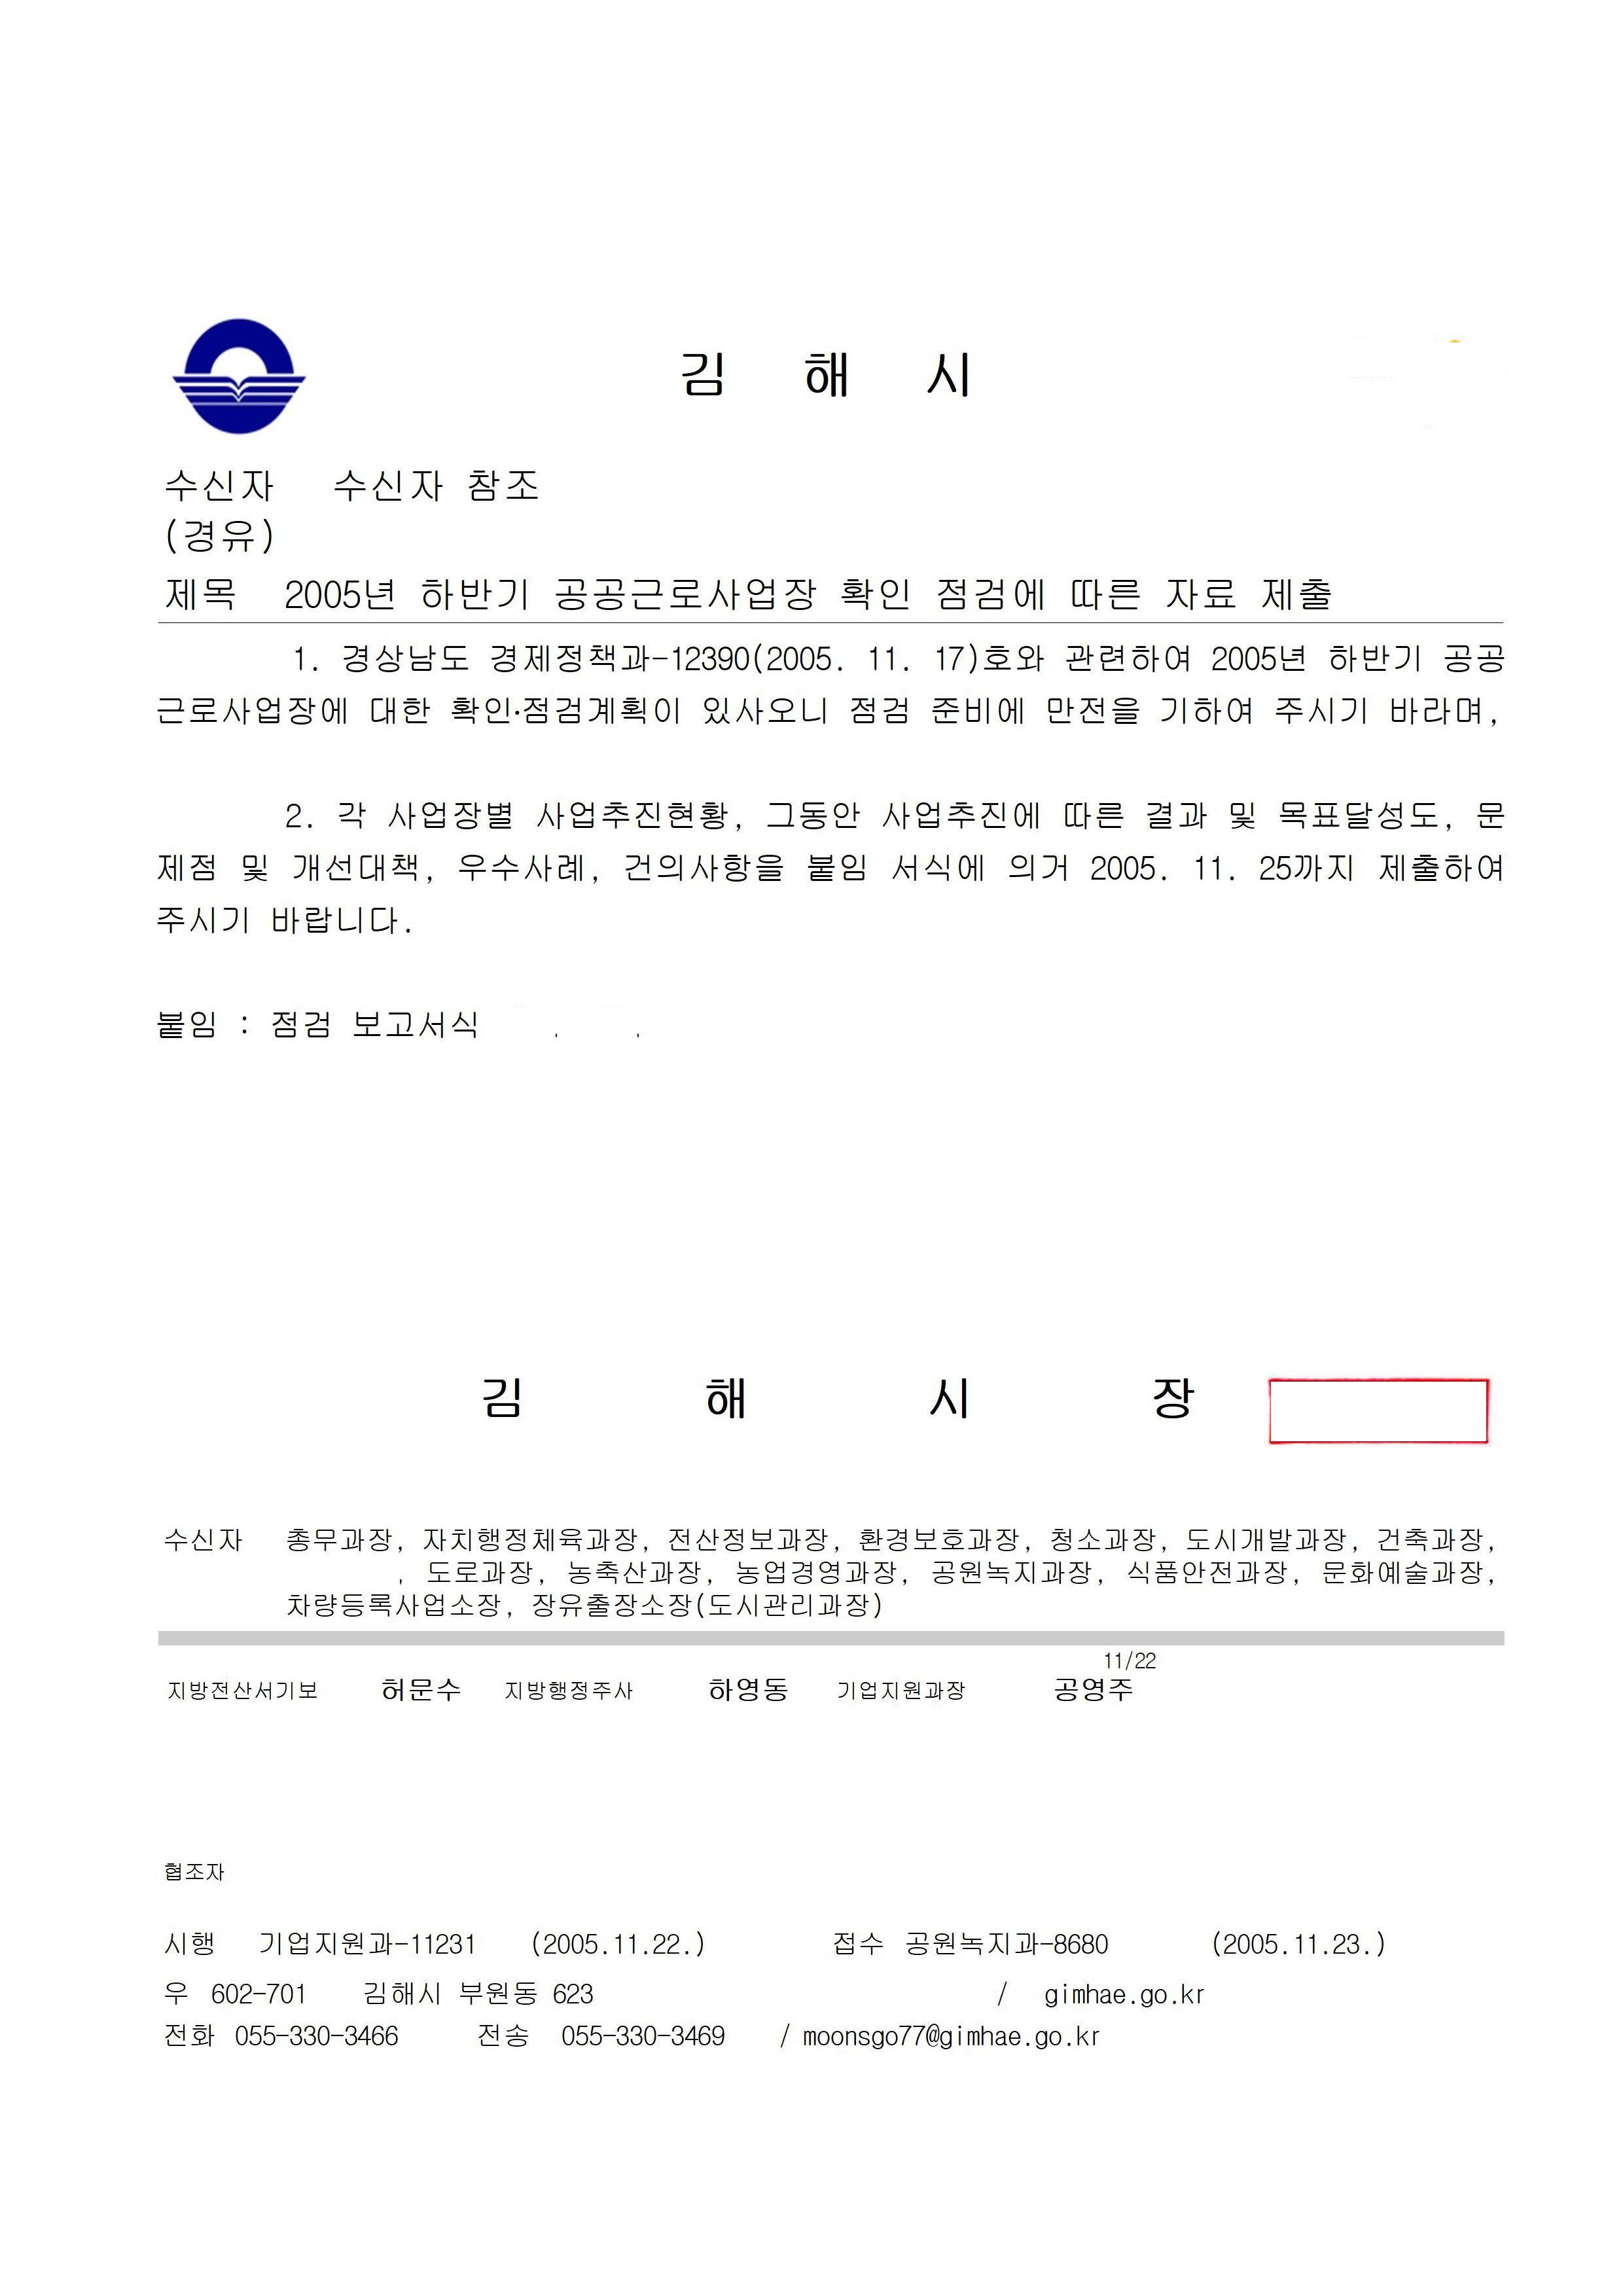 김 해 시
수신자 수신자 참조
(경유)
제목 2005년 하반기 공공근로사업장 확인 점검에 따른 자료 제출
1. 경상남도 경제정책과-12390(2005. 11. 17)호와 관련하여 2005년 하반기 공공
근로사업장에 대한 확인·점검계획이 있사오니 점검 준비에 만전을 기하여 주시기 바라며,
2. 각 사업장별 사업추진현황, 그동안 사업추진에 따른 결과 및 목표달성도, 문
제점 및 개선대책, 우수사례, 건의사항을 붙임 서식에 의거 2005. 11. 25까지 제출하여
주시기 바랍니다.
붙임 : 점검 보고서식 . .
김 해 시 장
수신자 총무과장, 자치행정체육과장, 전산정보과장, 환경보호과장, 청소과장, 도시개발과장, 건축과장,
, 도로과장, 농축산과장, 농업경영과장, 공원녹지과장, 식품안전과장, 문화예술과장,
차량등록사업소장, 장유출장소장(도시관리과장)
11/22
지방전산서기보 허문수 지방행정주사 하영동 기업지원과장 공영주
협조자
시행 기업지원과-11231 (2005.11.22.) 접수 공원녹지과-8680 (2005.11.23.)
우 602-701 김해시 부원동 623 / gimhae.go.kr
전화 055-330-3466 전송 055-330-3469 / moonsgo77@gimhae.go.kr